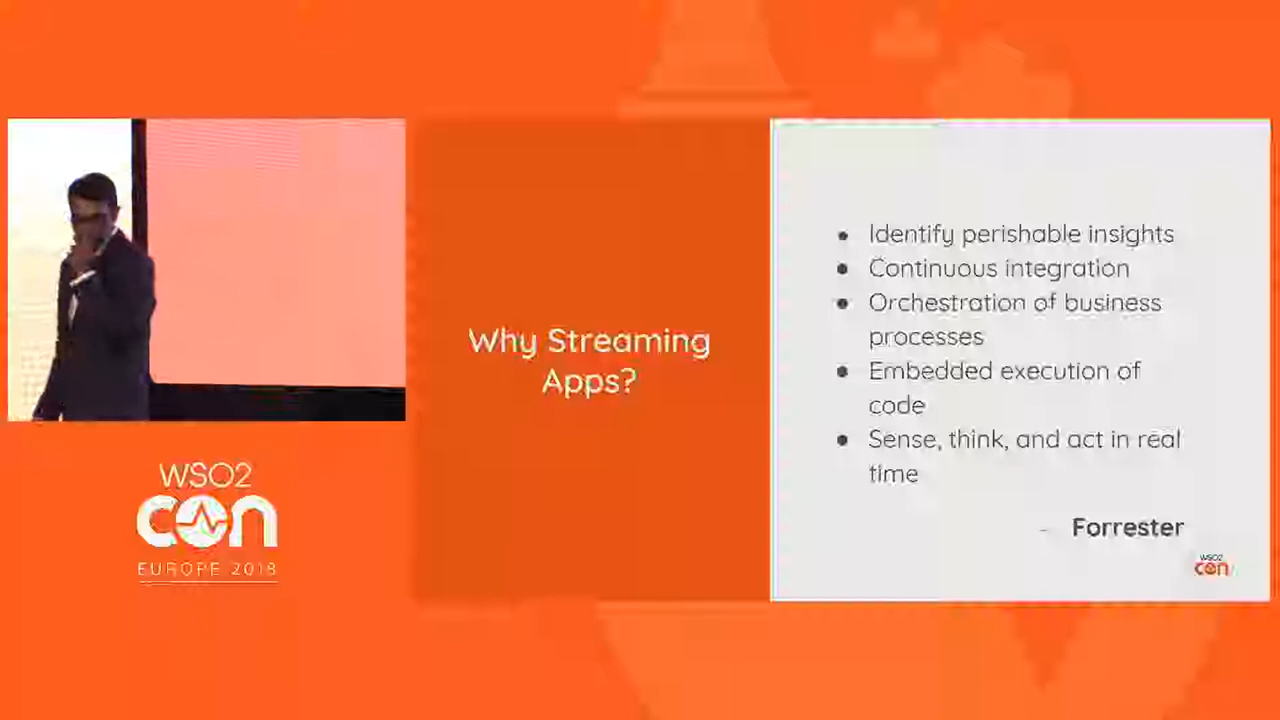 WSO2
con
EUROPE 2018
Why Streaming
Apps?
● Identify perishable insights
● Continuous integration
● Orchestration of business
processes
● Embedded execution of
code
● Sense, think, and act in real
time
- Forrester
WSO2
con